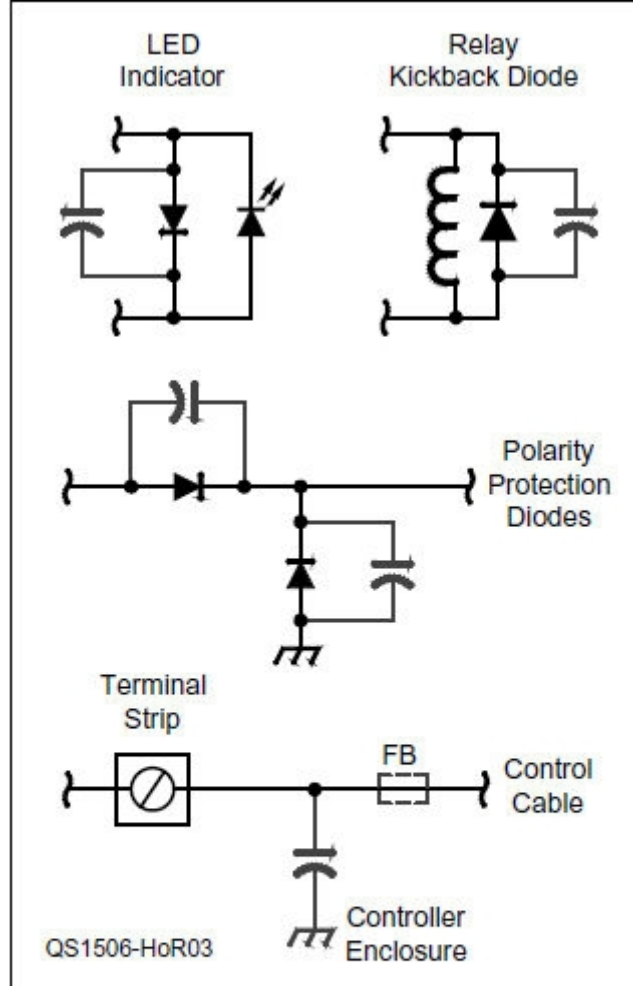 LED
Indicator
Relay
Kickback Diode
Polarity
Protection
Diodes
Terminal
Strip
FB
Control
Cable
Controller
Enclosure
QS1506-HoR03